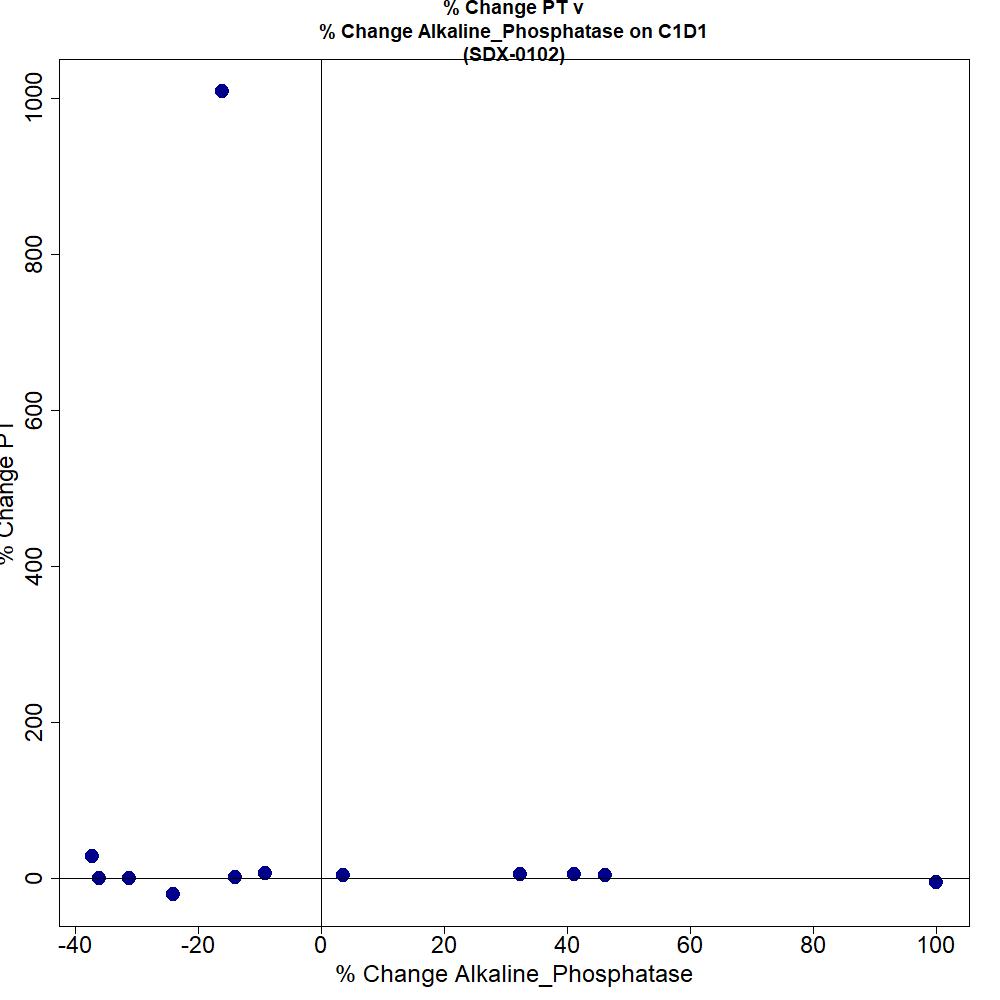 % Change PT v
% Change Alkaline_Phosphatase on C1D1
(SDX-0102)
% Change PT
1000
800
600
400
200
0
-40 -20 0 20 40 60 80 100
% Change Alkaline_Phosphatase